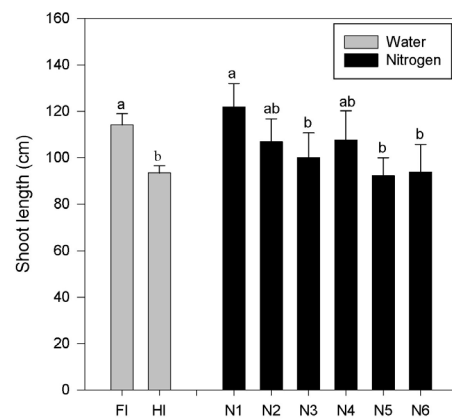 160
140
120
100
80
60
40
20
0
Shoot length (cm)
Water
Nitrogen
a
b
a
ab
b
ab
b
b
FI HI N1 N2 N3 N4 N5 N6